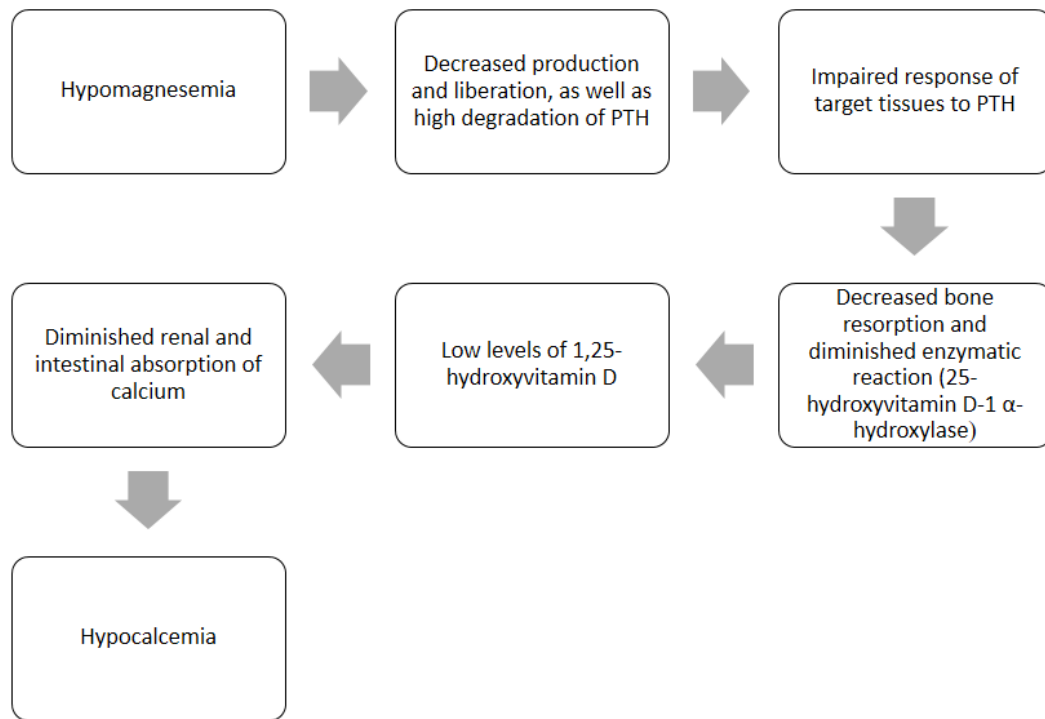 Hypomagnesemia
Decreased production
and liberation, as well as
high degradation of PTH
Impaired response of
target tissues to PTH
Decreased bone
resorption and
diminished enzymatic
reaction (25-
hydroxyvitamin D-1 α-
hydroxylase)
Low levels of 1,25-
hydroxyvitamin D
Diminished renal and
intestinal absorption of
calcium
Hypocalcemia